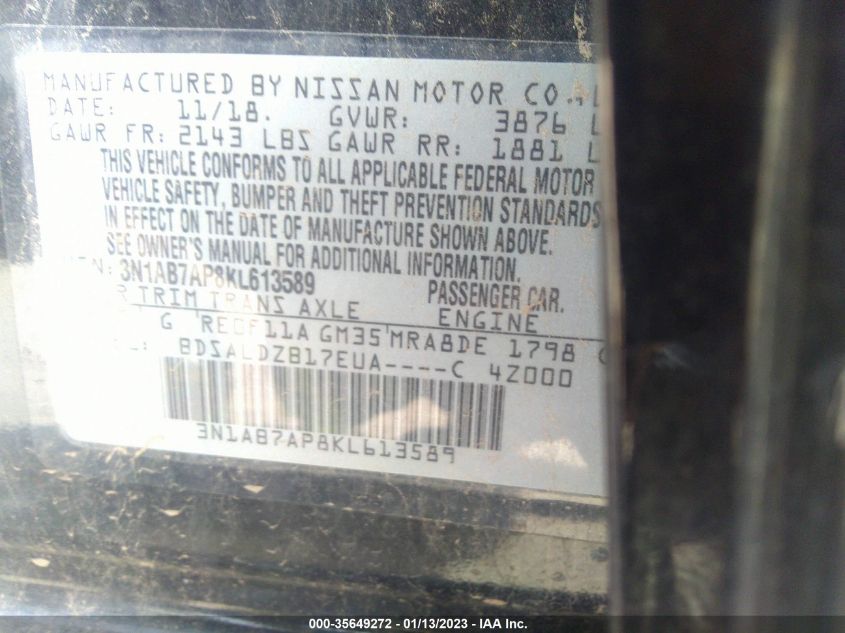 MANUFACTURED BY NISSAN MOTOR CO.,
DATE: 11/18. GVWR: 3876 L
GAWR FR: 2143 LBS GAWR RR: 1881 L
THIS VEHICLE CONFORMS TO ALL APPLICABLE FEDERAL MOTOR
VEHICLE SAFETY, BUMPER AND THEFT PREVENTION STANDARDS
IN EFFECT ON THE DATE OF MANUFACTURE SHOWN ABOVE.
SEE OWNER'S MANUAL FOR ADDITIONAL INFORMATION.
3N1AB7AP8KL613589 PASSENGER CAR.
TRIM TRANS AXLE ENGINE
G RE0F11A GM35 MRA8DE 1798 C
BDSALDZB17EUA----C 4Z000
3N1AB7AP8KL613589
000-35649272 — 01/13/2023 — IAA Inc.